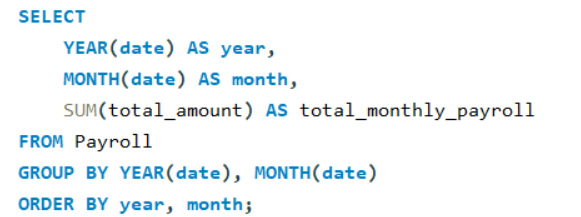 SELECT
    YEAR(date) AS year,
    MONTH(date) AS month,
    SUM(total_amount) AS total_monthly_payroll
FROM Payroll
GROUP BY YEAR(date), MONTH(date)
ORDER BY year, month;